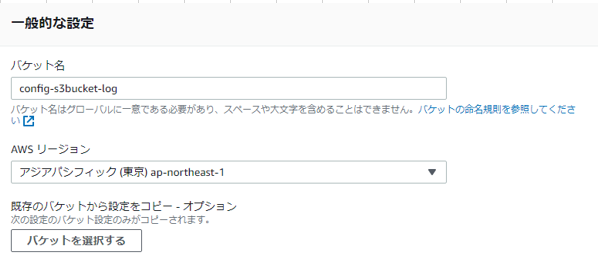 一般的な設定
バケット名
config-s3bucket-log
バケット名はグローバルに一意である必要があり、スペースや大文字を含めることはできません。バケットの命名規則を参照してくださ
い
AWS リージョン
アジアパシフィック (東京) ap-northeast-1
既存のバケットから設定をコピー - オプション
次の設定のバケット設定のみがコピーされます。
バケットを選択する